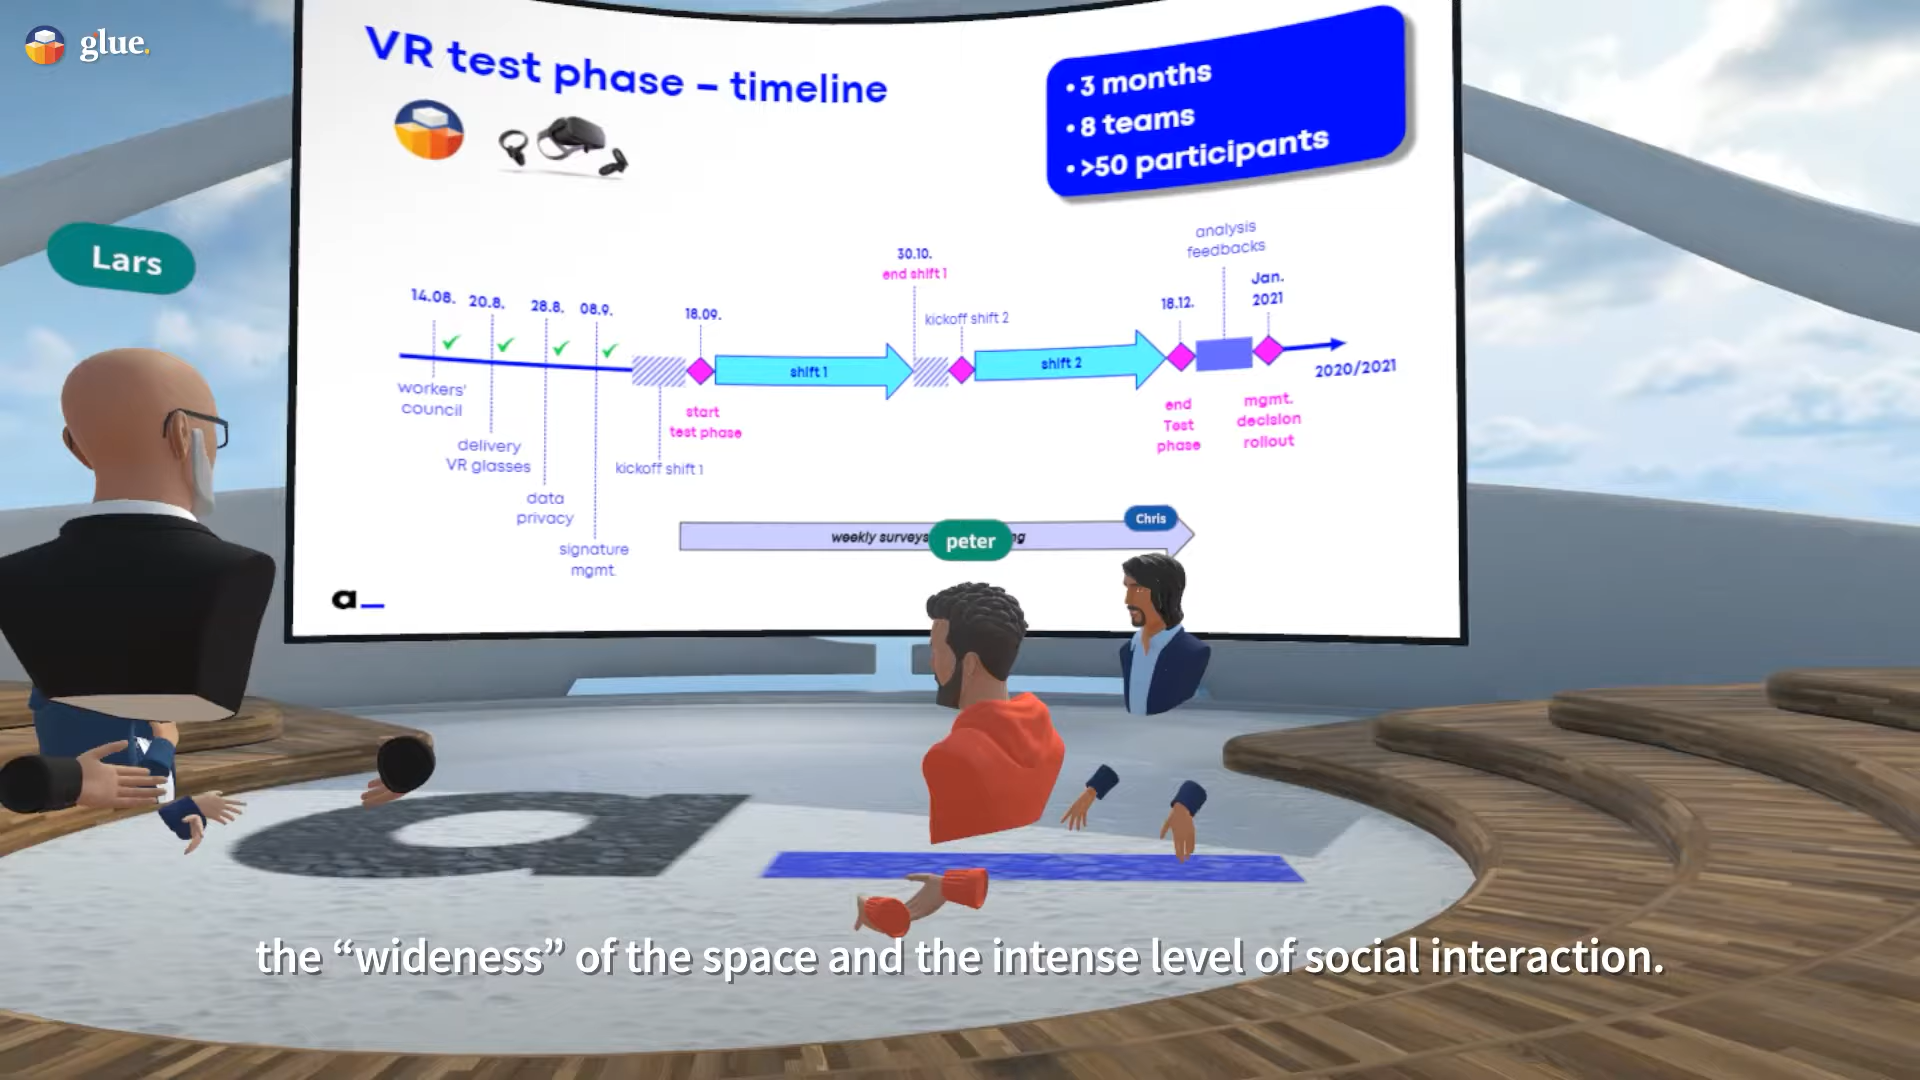 glue.
VR test phase – timeline
• 3 months
• 8 teams
• >50 participants
Lars
analysis
feedbacks
30.10.
end shift 1
Jan.
2021
14.08. 20.8. 28.8. 08.9.
18.09.
kickoff shift 2
18.12.
shift 1
shift 2
2020/2021
workers'
council
start
test phase
end
Test
phase
mgmt.
decision
rollout
delivery
VR glasses
kickoff shift 1
data
privacy
signature
mgmt.
weekly surveys
peter
Chris
a_
a_
the “wideness” of the space and the intense level of social interaction.